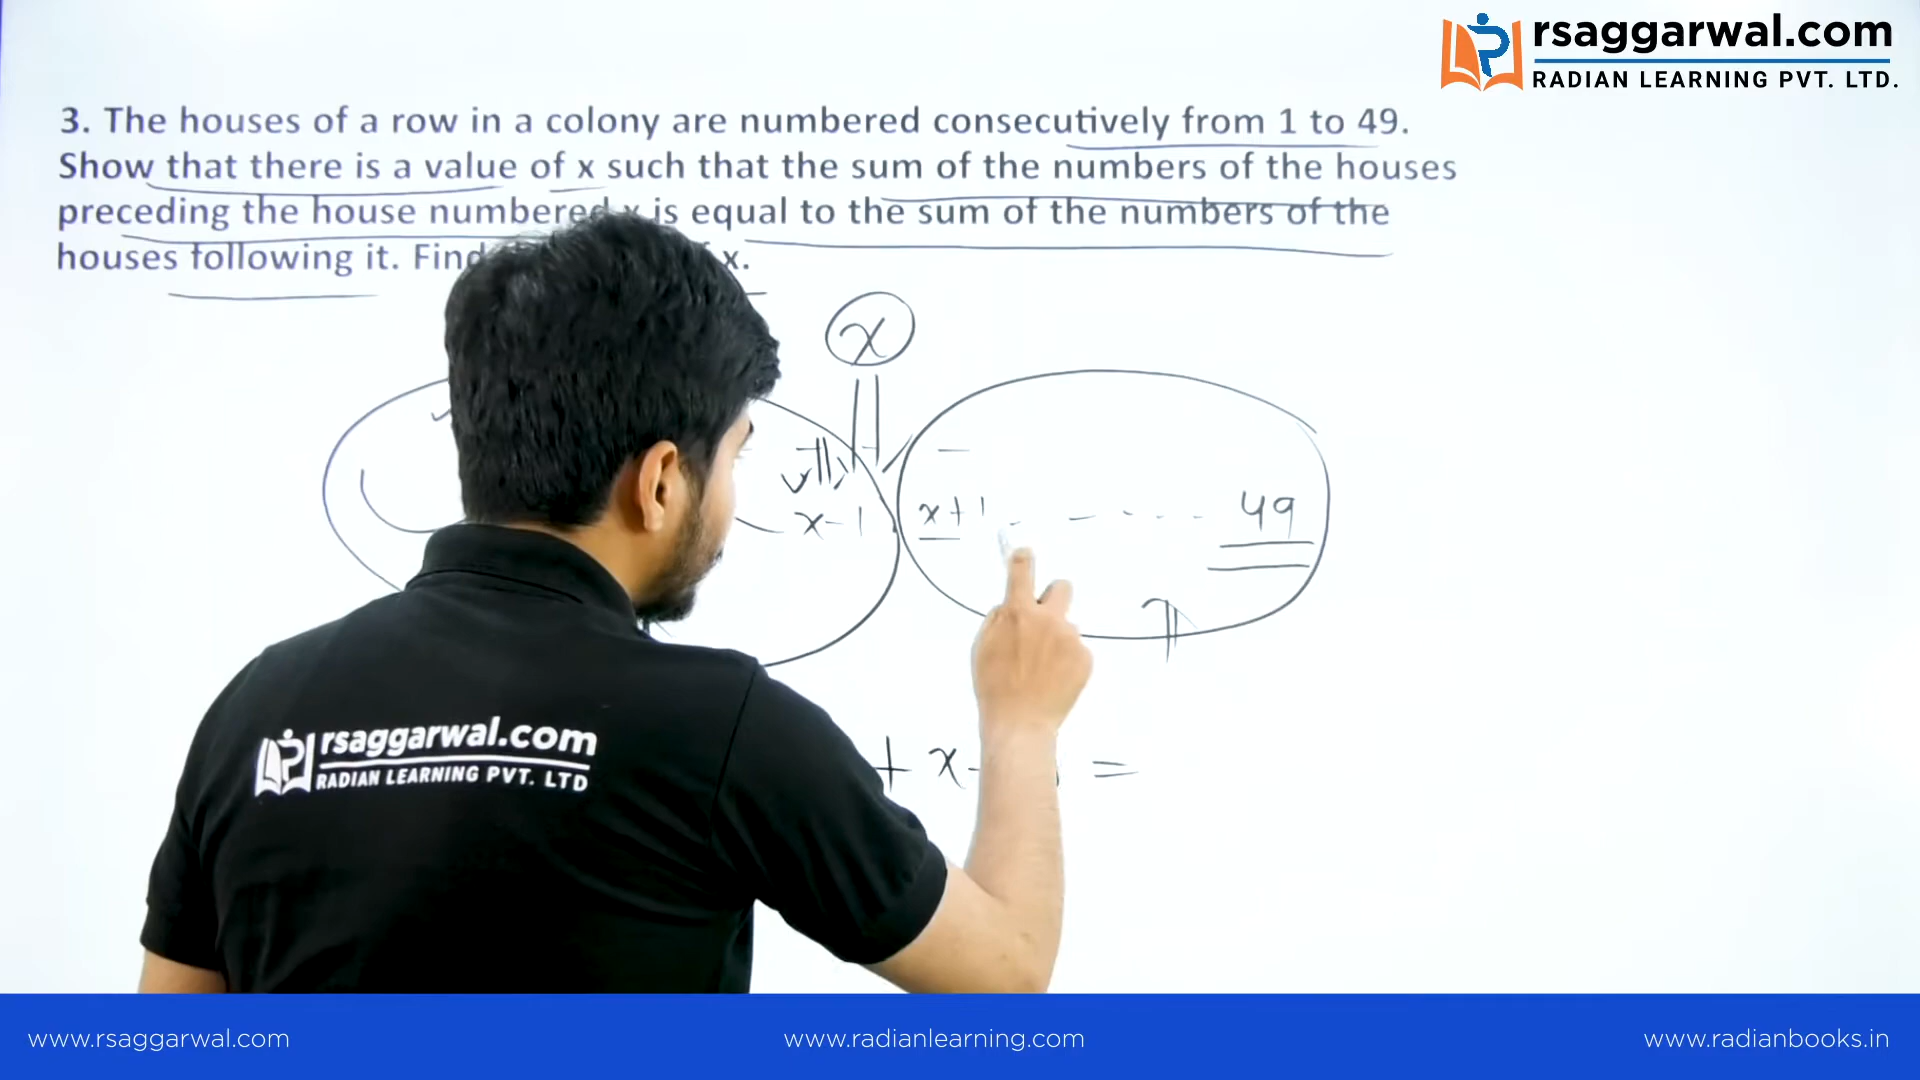 rsaggarwal.com
RADIAN LEARNING PVT. LTD.
3. The houses of a row in a colony are numbered consecutively from 1 to 49.
Show that there is a value of x such that the sum of the numbers of the houses
preceding the house numbered x is equal to the sum of the numbers of the
houses following it. Find x.
x
x-1 x+1 - - - - - 49
+ x- =
rsaggarwal.com
RADIAN LEARNING PVT. LTD
www.rsaggarwal.com www.radianlearning.com www.radianbooks.in